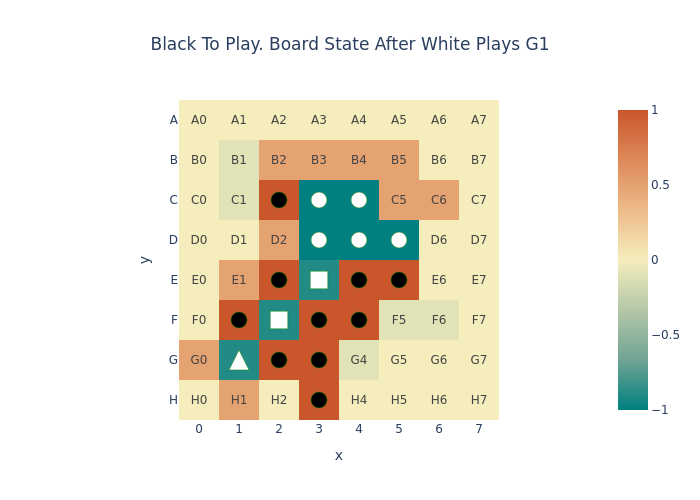 Black To Play. Board State After White Plays G1
A A0 A1 A2 A3 A4 A5 A6 A7
B B0 B1 B2 B3 B4 B5 B6 B7
C C0 C1 C5 C6 C7
D D0 D1 D2 D6 D7
E E0 E1 E6 E7
F F0 F5 F6 F7
G G0 G4 G5 G6 G7
H H0 H1 H2 H4 H5 H6 H7
0 1 2 3 4 5 6 7
x
y
1
0.5
0
−0.5
−1